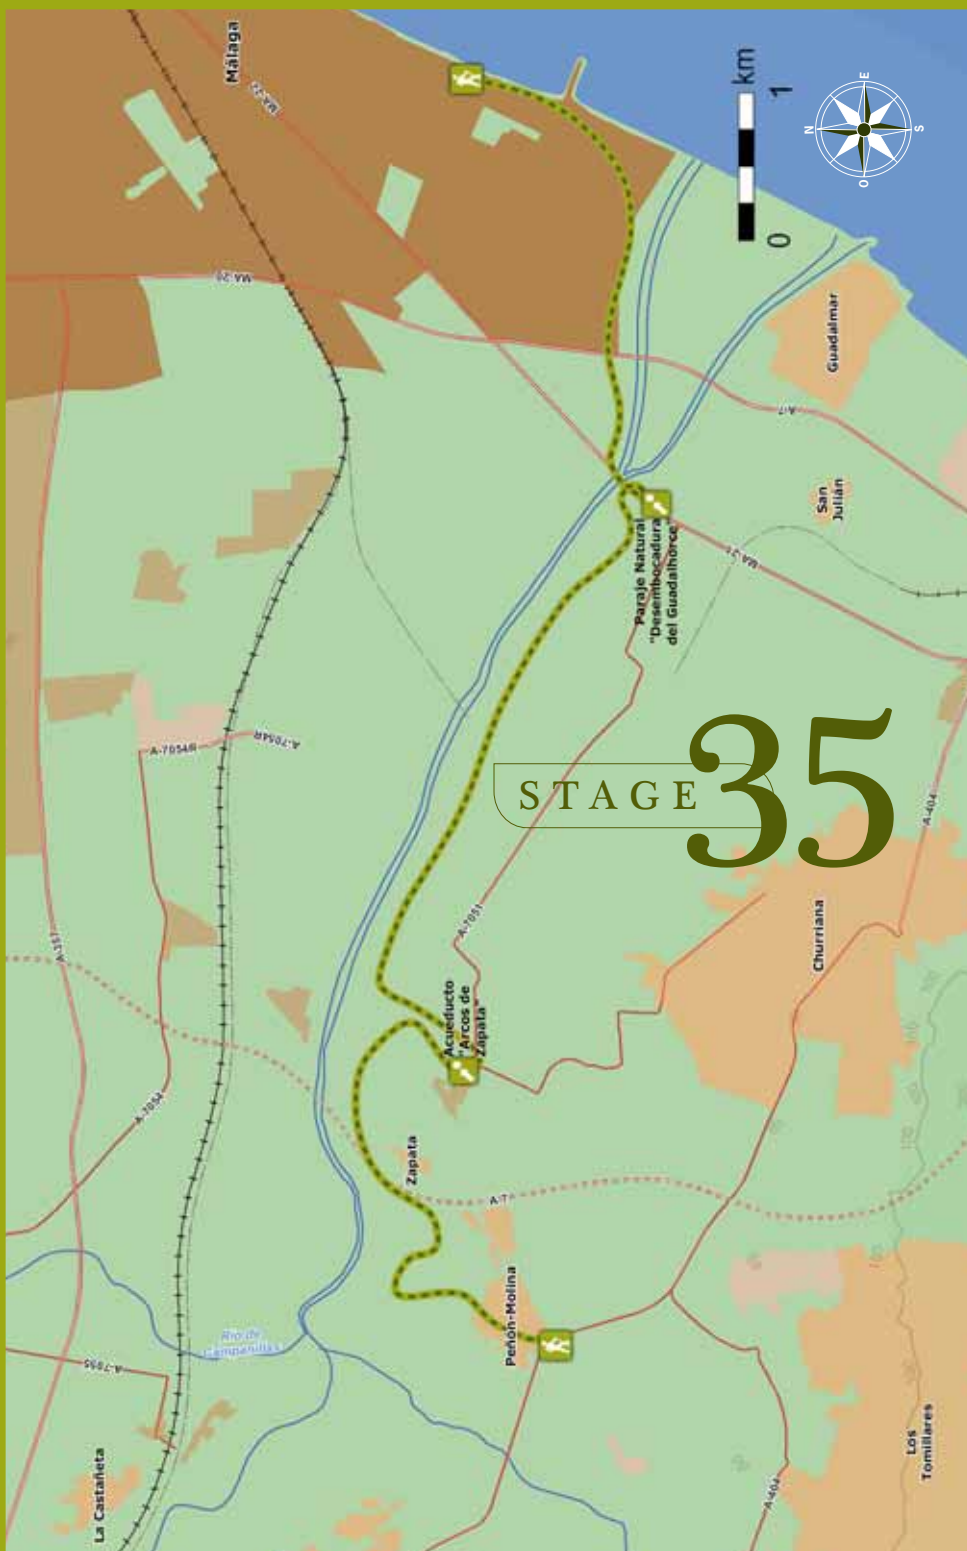 Málaga
MA-22
MA-20
km
0
1
N
E
S
O
Guadalmar
A-7
San
Julián
MA-21
Paraje Natural
"Desembocadura
del Guadalhorce"
A-7054R
A-7054R
STAGE 35
A-404
A-7051
A-357
Churriana
Acueducto
"Arcos de
Zapata"
A-7054
Zapata
A-7
100
Peñón-Molina
Río de
Campanillas
A-7055
La Castañeta
Los
Tomillares
A-404